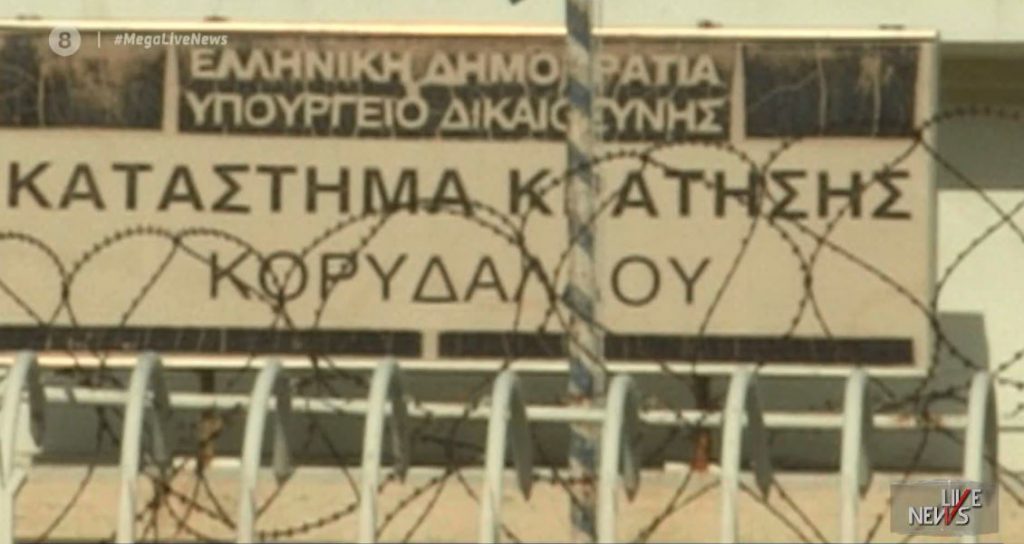 8 | #MegaLiveNews
ΕΛΛΗΝΙΚΗ ΔΗΜΟΚΡΑΤΙΑ
ΥΠΟΥΡΓΕΙΟ ΔΙΚΑΙΟΣΥΝΗΣ
ΚΑΤΑΣΤΗΜΑ ΚΡΑΤΗΣΗΣ
ΚΟΡΥΔΑΛΛΟΥ
LIVE
NEWS